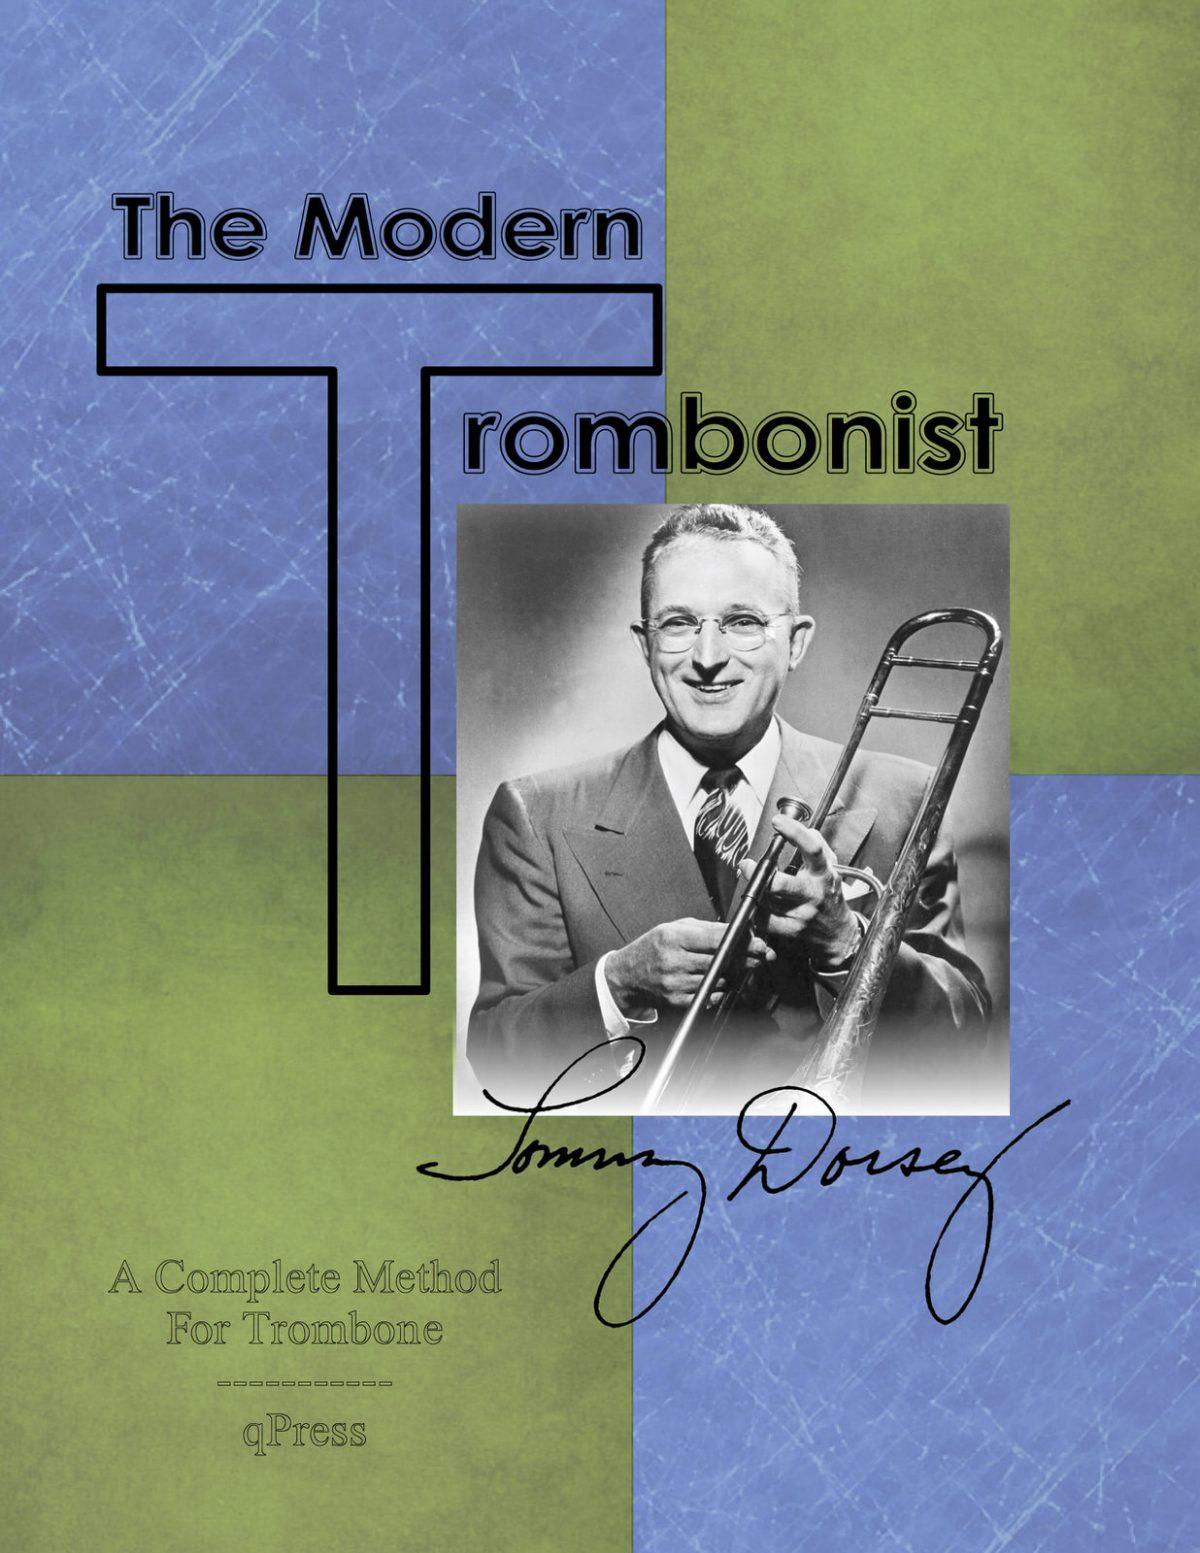 The Modern
Trombonist
Tommy Dorsey
A Complete Method
For Trombone
-----------
qPress